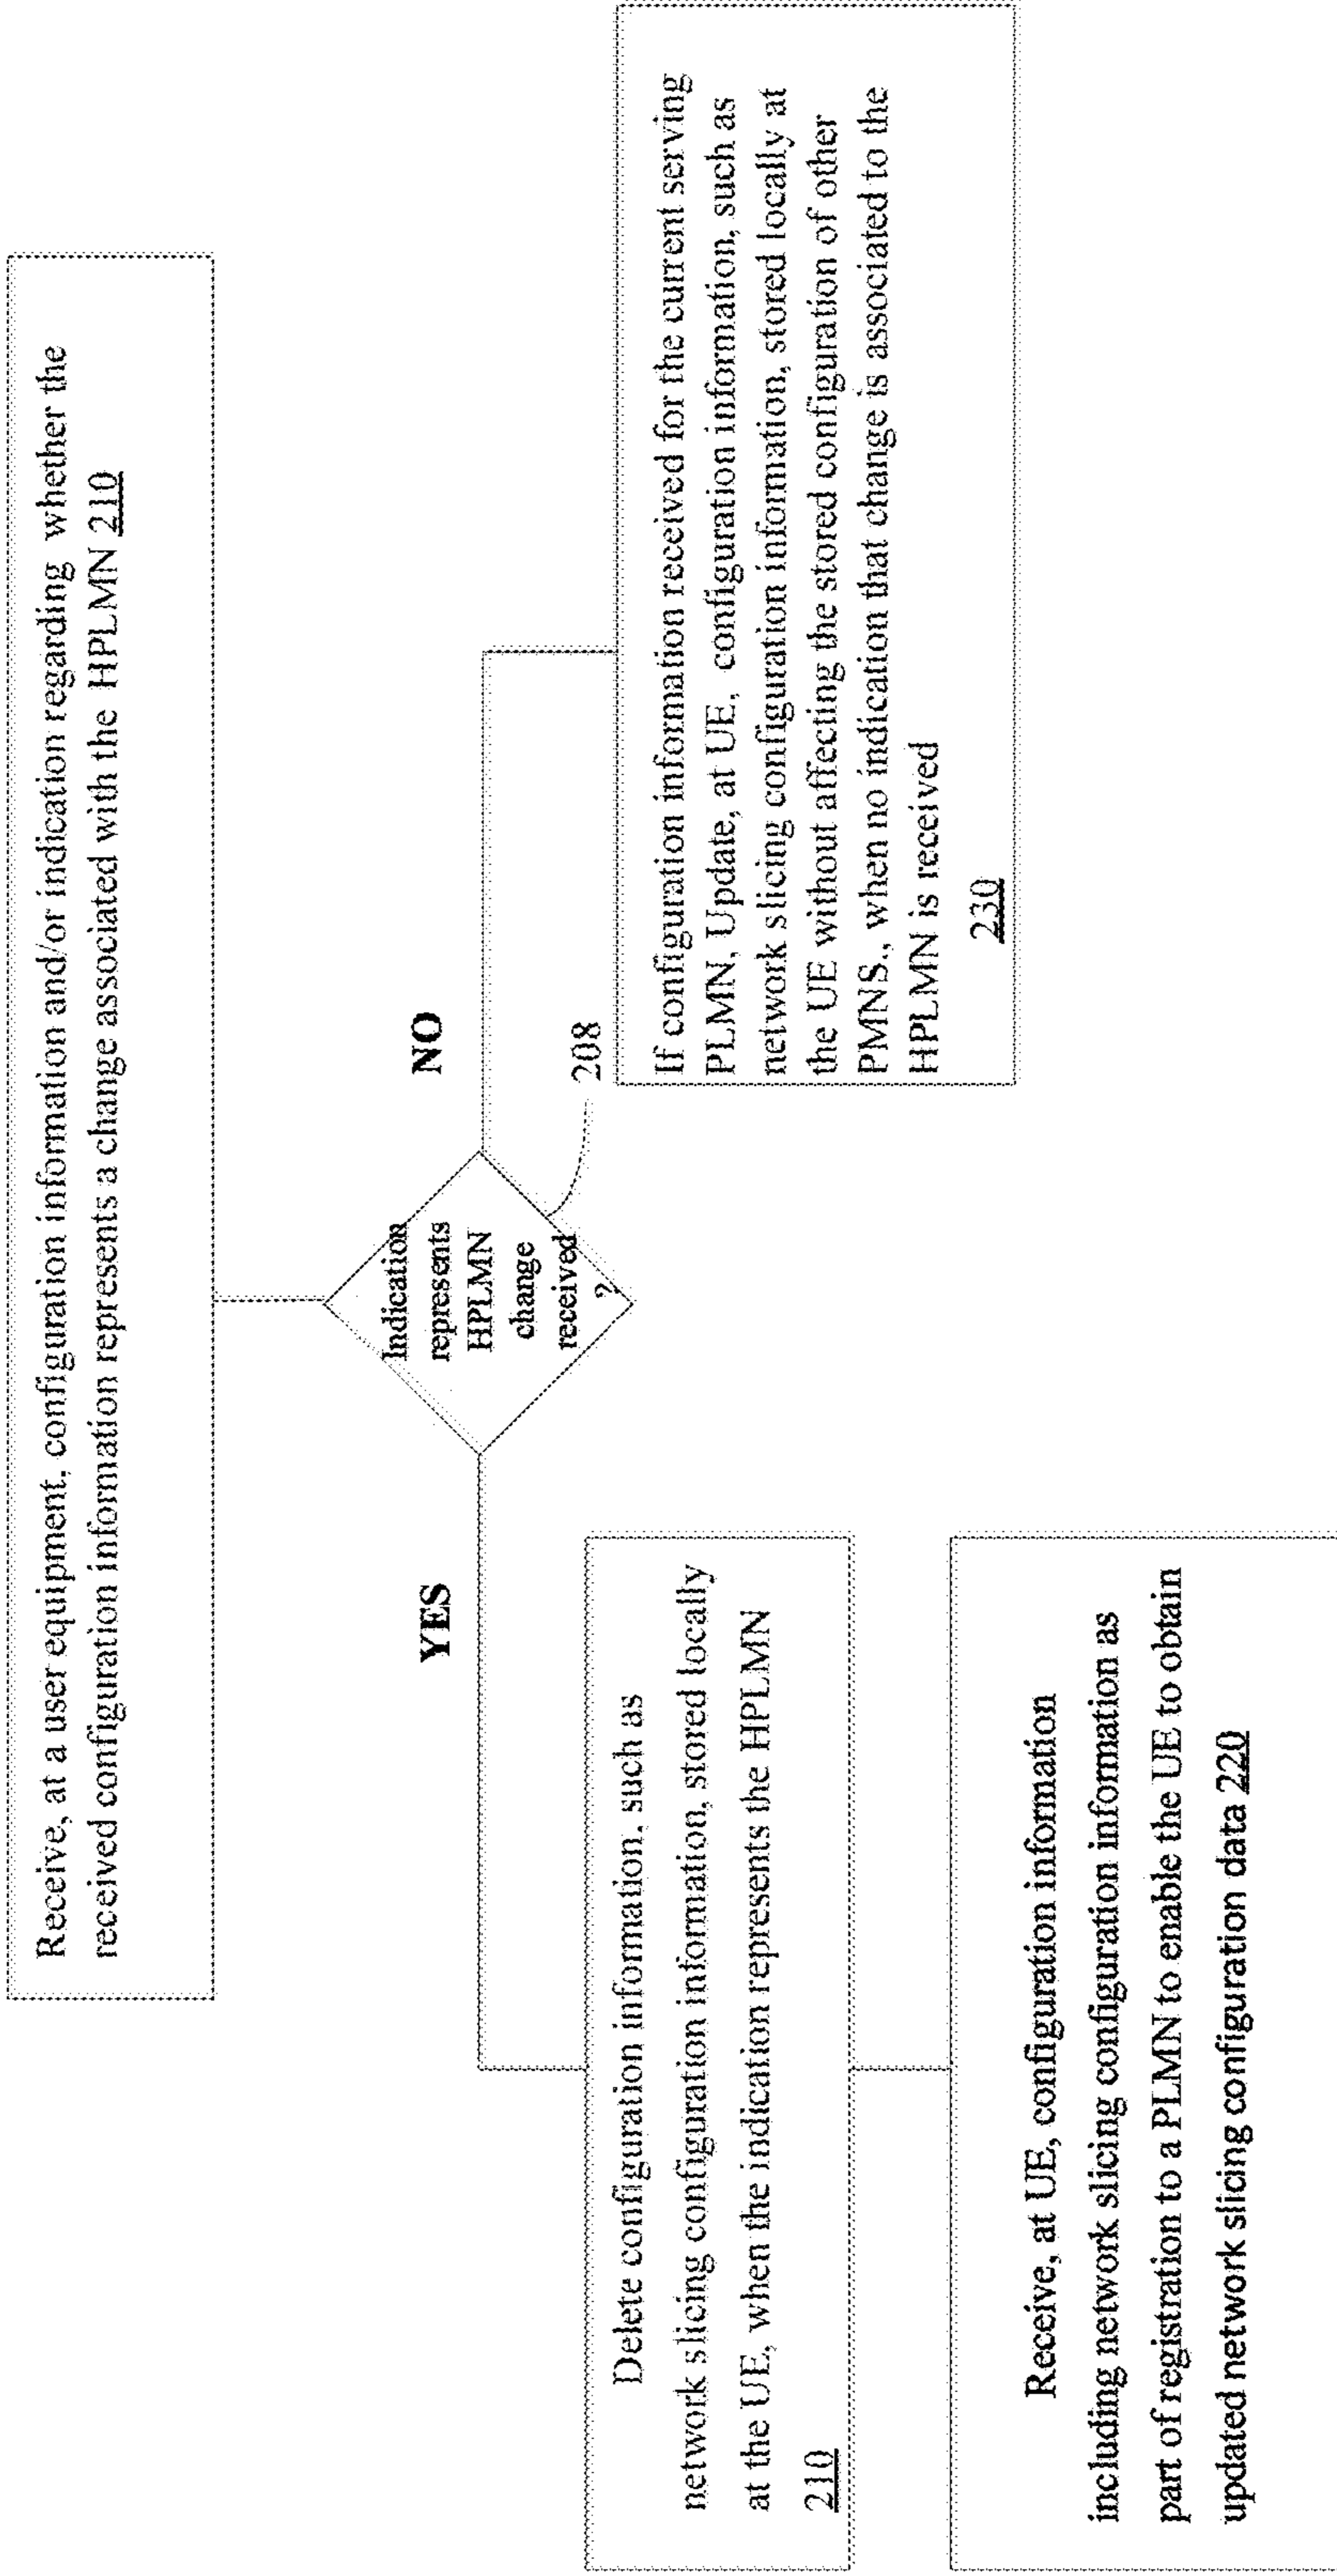 Receive, at a user equipment, configuration information and/or indication regarding whether the
received configuration information represents a change associated with the HPLMN 210
Indication
represents
HPLMN
change
received
?
208
YES
NO
Delete configuration information, such as
network slicing configuration information, stored locally
at the UE, when the indication represents the HPLMN
210
Receive, at UE, configuration information
including network slicing configuration information as
part of registration to a PLMN to enable the UE to obtain
updated network slicing configuration data 220
If configuration information received for the current serving
PLMN, Update, at UE, configuration information, such as
network slicing configuration information, stored locally at
the UE without affecting the stored configuration of other
PMNS., when no indication that change is associated to the
HPLMN is received
230